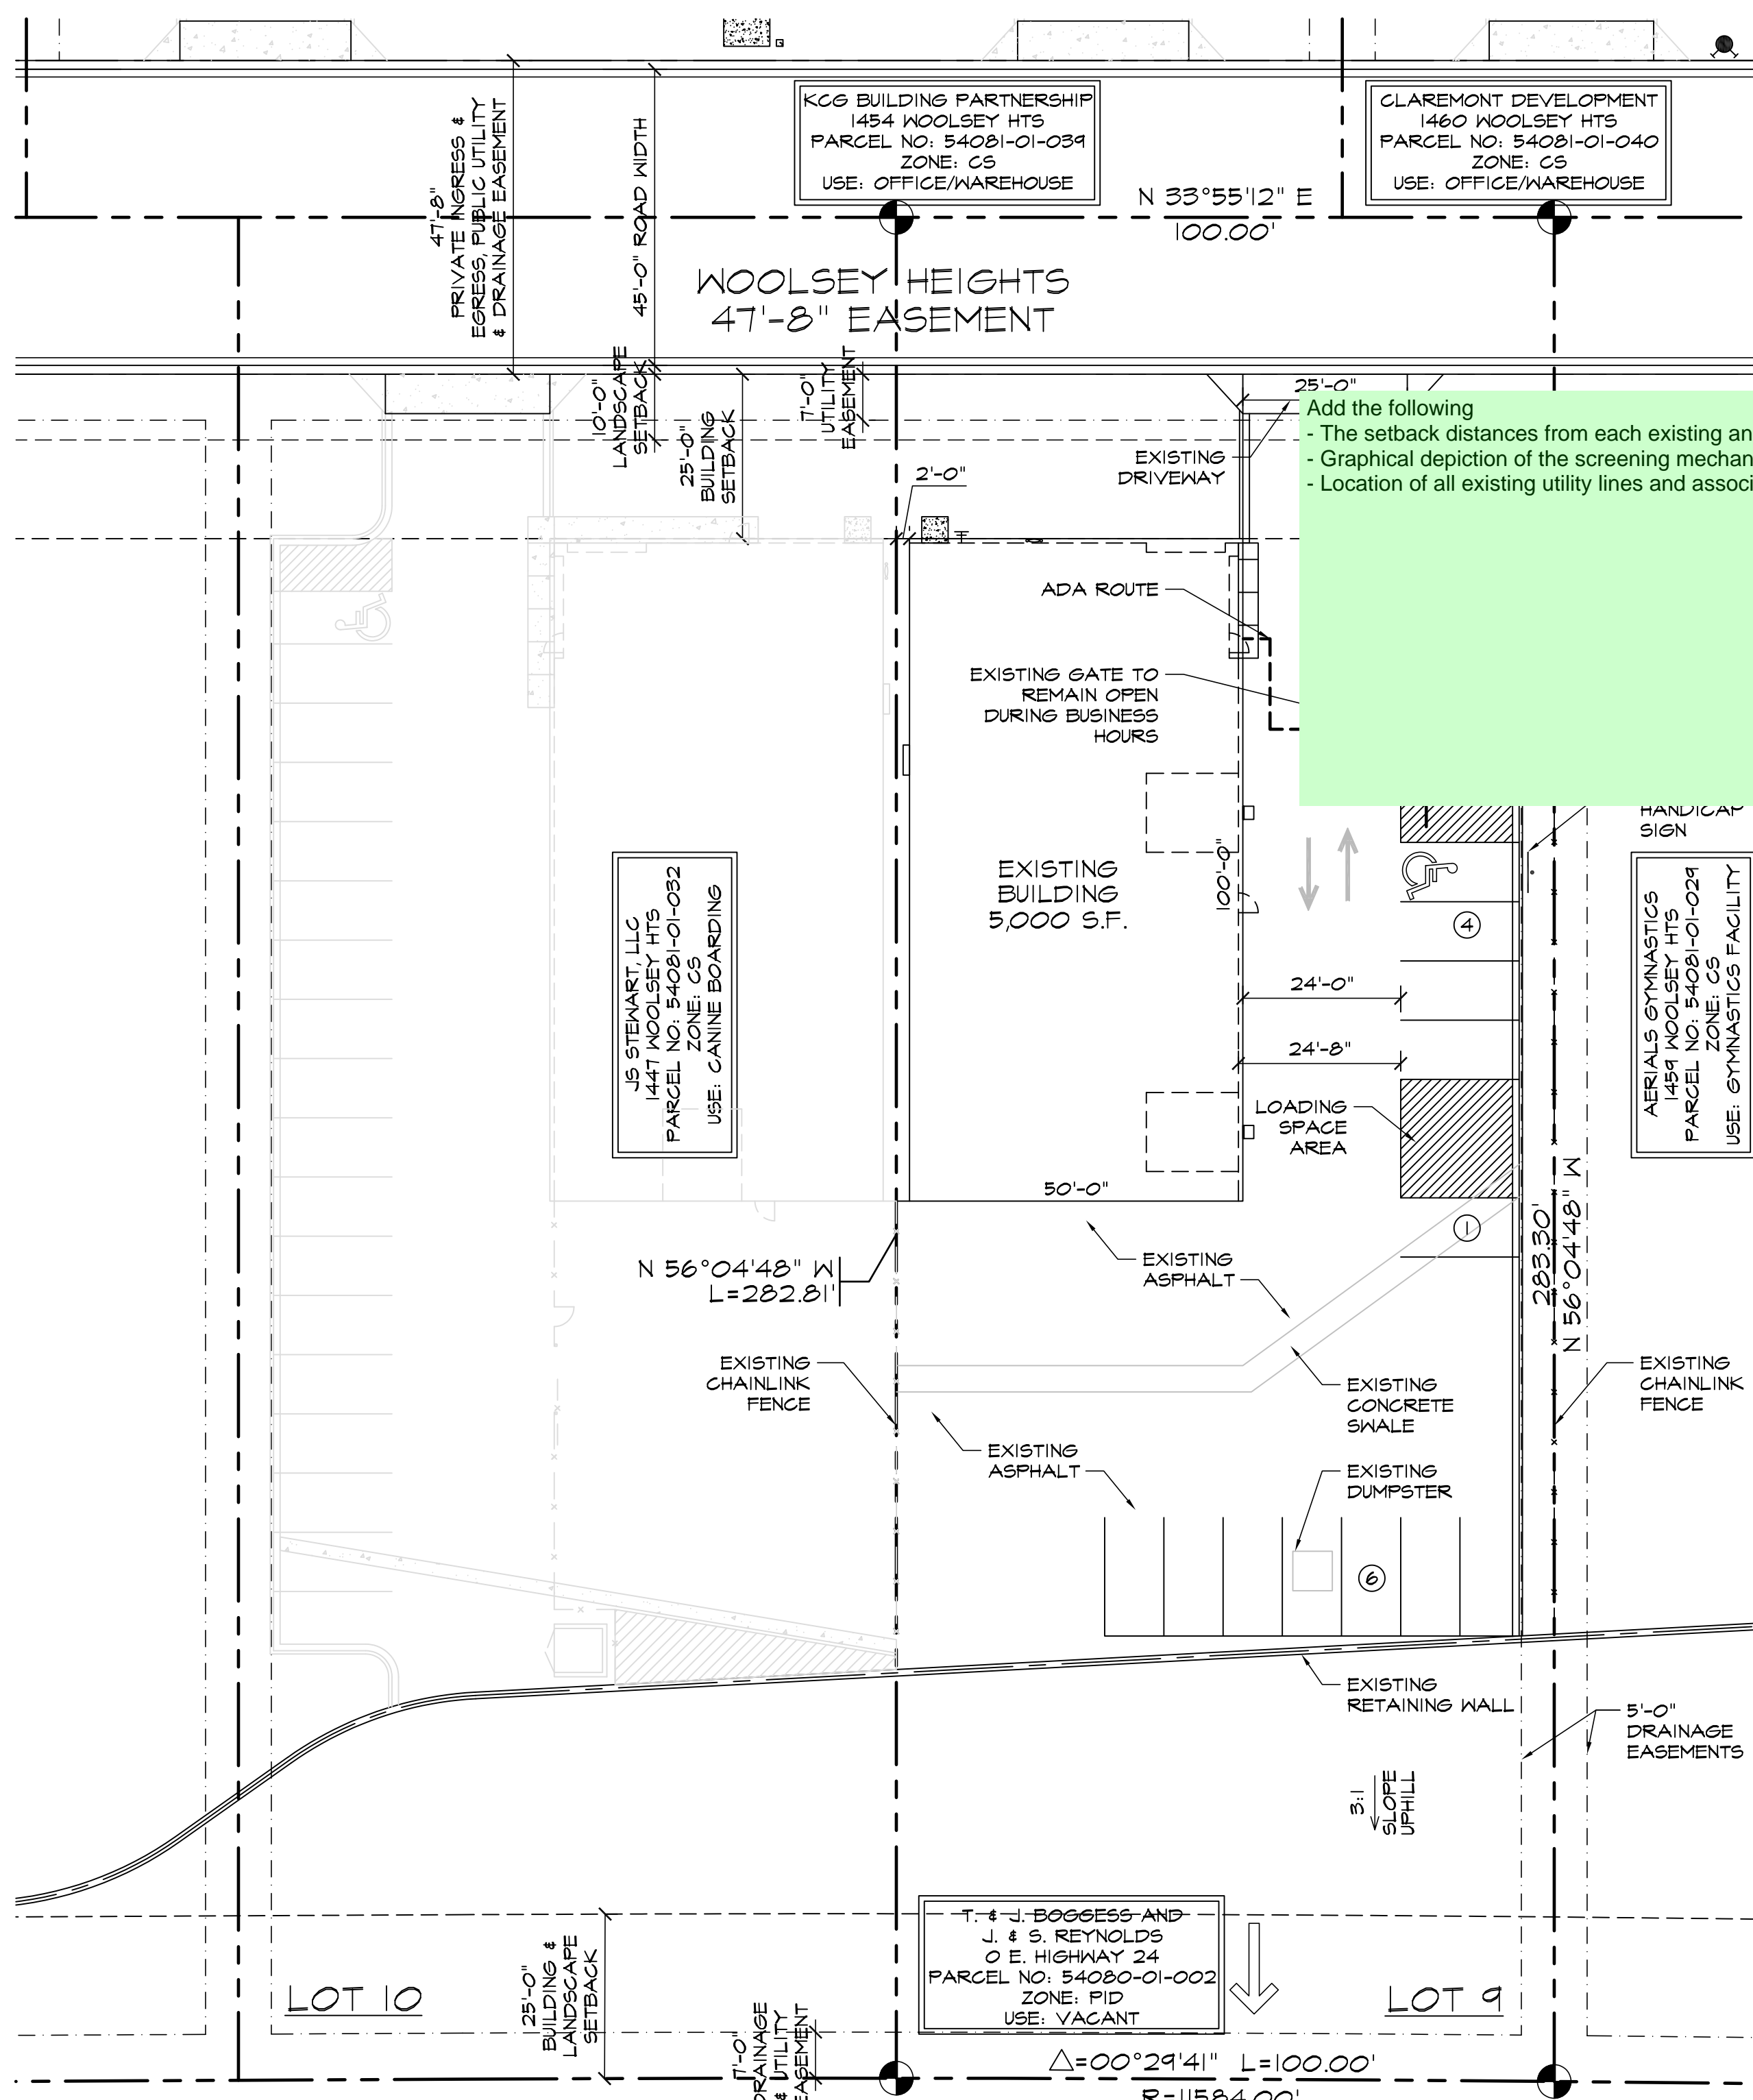 KCG BUILDING PARTNERSHIP
1454 WOOLSEY HTS
PARCEL NO: 54081-01-039
ZONE: CS
USE: OFFICE/WAREHOUSE
CLAREMONT DEVELOPMENT
1460 WOOLSEY HTS
PARCEL NO: 54081-01-040
ZONE: CS
USE: OFFICE/WAREHOUSE
47'-8"
PRIVATE INGRESS &
EGRESS, PUBLIC UTILITY
& DRAINAGE EASEMENT
45'-0" ROAD WIDTH
N 33°55'12" E
100.00'
WOOLSEY HEIGHTS
47'-8" EASEMENT
10'-0"
LANDSCAPE
SETBACK
25'-0"
BUILDING
SETBACK
7'-0"
UTILITY
EASEMENT
25'-0"
Add the following
- The setback distances from each existing an
- Graphical depiction of the screening mechan
- Location of all existing utility lines and associ
EXISTING
DRIVEWAY
2'-0"
ADA ROUTE
EXISTING GATE TO
REMAIN OPEN
DURING BUSINESS
HOURS
HANDICAP
SIGN
EXISTING
BUILDING
5,000 S.F.
100'-0"
4
JS STEWART, LLC
1447 WOOLSEY HTS
PARCEL NO: 54081-01-032
ZONE: CS
USE: CANINE BOARDING
AERIALS GYMNASTICS
1459 WOOLSEY HTS
PARCEL NO: 54081-01-029
ZONE: CS
USE: GYMNASTICS FACILITY
24'-0"
24'-8"
LOADING
SPACE
AREA
50'-0"
1
283.30'
N 56°04'48" W
N 56°04'48" W
L=282.81'
EXISTING
ASPHALT
EXISTING
CHAINLINK
FENCE
EXISTING
CONCRETE
SWALE
EXISTING
CHAINLINK
FENCE
EXISTING
ASPHALT
EXISTING
DUMPSTER
6
EXISTING
RETAINING WALL
5'-0"
DRAINAGE
EASEMENTS
3:1
SLOPE
UPHILL
T. & J. BOGGESS AND
J. & S. REYNOLDS
0 E. HIGHWAY 24
PARCEL NO: 54080-01-002
ZONE: PID
USE: VACANT
LOT 10
25'-0"
BUILDING &
LANDSCAPE
SETBACK
LOT 9
7'-0"
DRAINAGE
& UTILITY
EASEMENT
△=00°29'41" L=100.00'
R=11584.00'